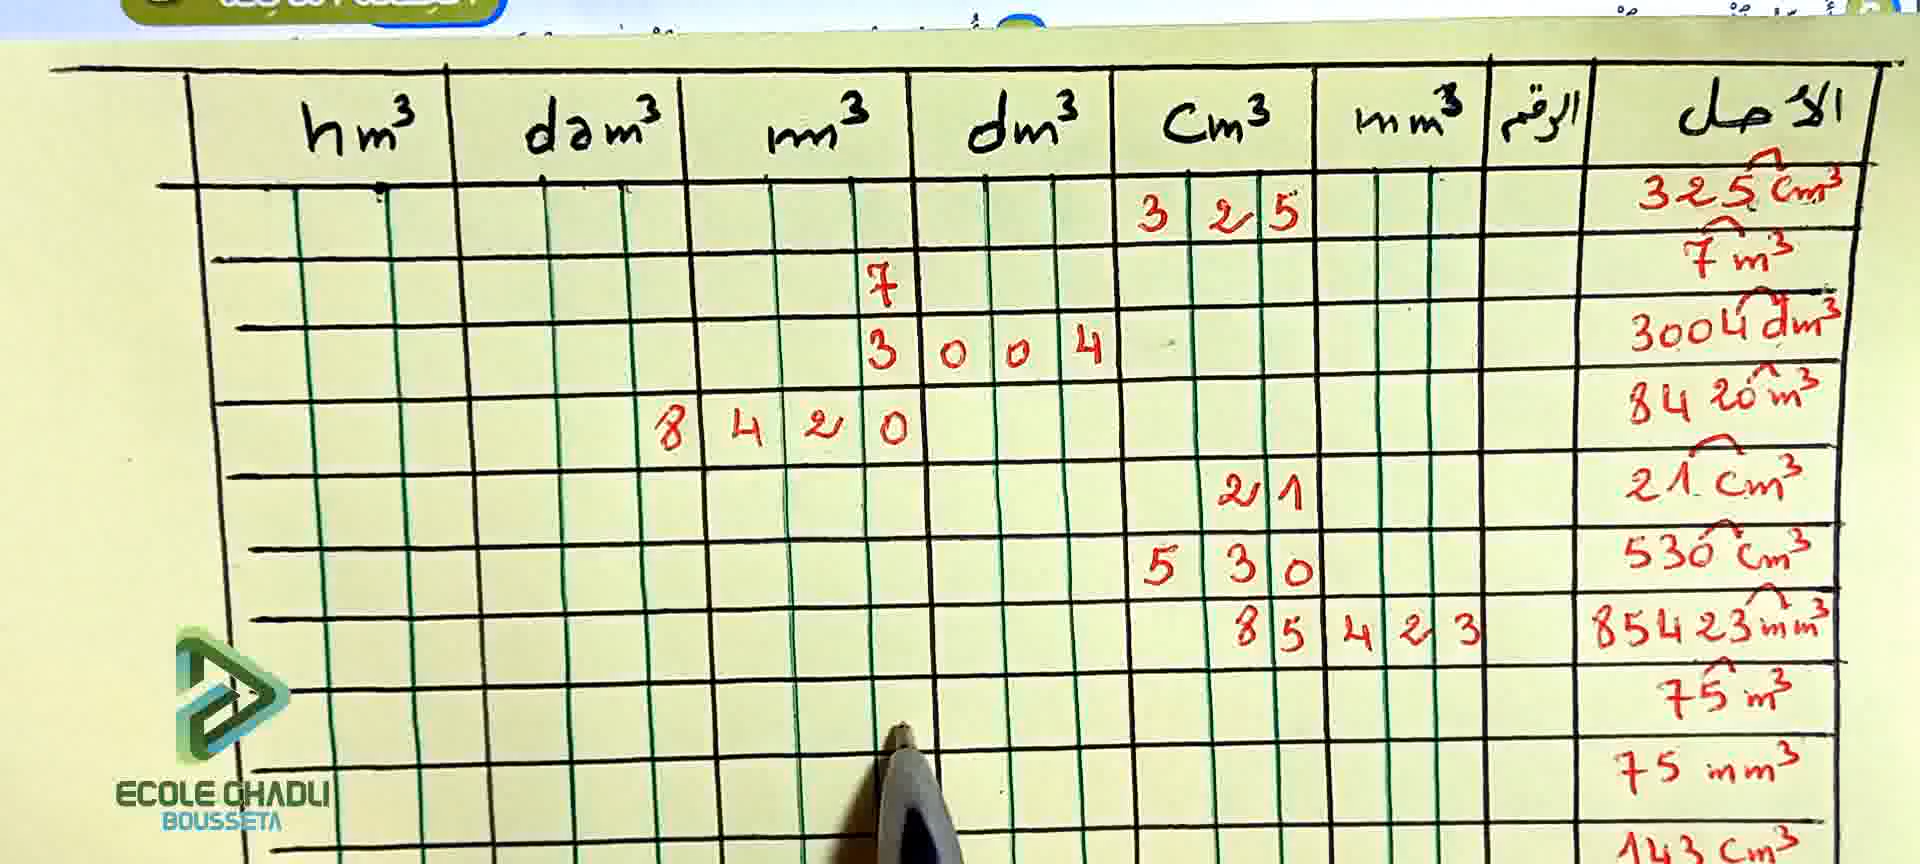 hm³ dam³ m³ dm³ cm³ mm³ الرقم الأصل
3 2 5 325 cm³
7 7 m³
3 0 0 4 3004 dm³
8 4 2 0 8420 m³
2 1 21 cm³
5 3 0 530 cm³
8 5 4 2 3 85423 mm³
75 m³
75 mm³
143 cm³
ECOLE CHADLI
BOUSSETA